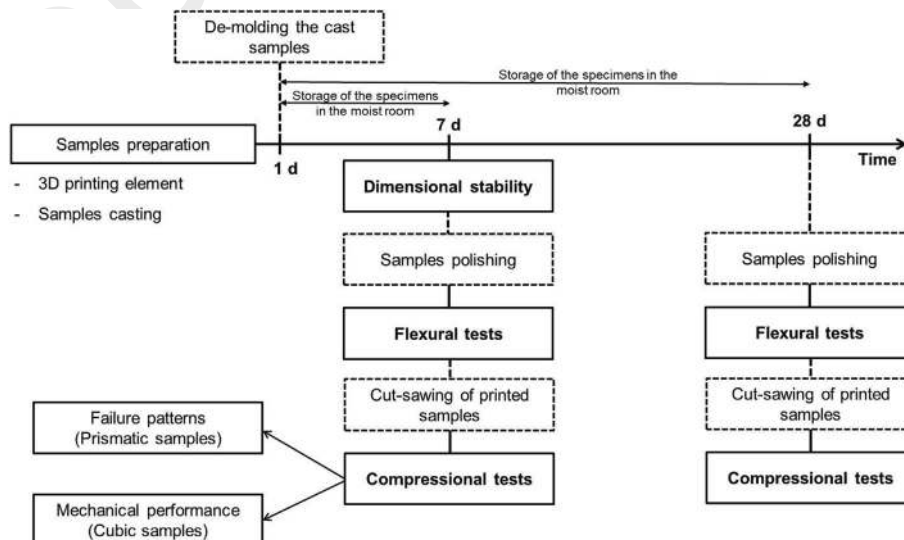 De-molding the cast
samples
Storage of the specimens in the
moist room
Storage of the specimens
in the moist room
7 d
28 d
Samples preparation
1 d
Time
- 3D printing element
- Samples casting
Dimensional stability
Samples polishing
Samples polishing
Flexural tests
Flexural tests
Cut-sawing of printed
samples
Cut-sawing of printed
samples
Failure patterns
(Prismatic samples)
Compressional tests
Compressional tests
Mechanical performance
(Cubic samples)